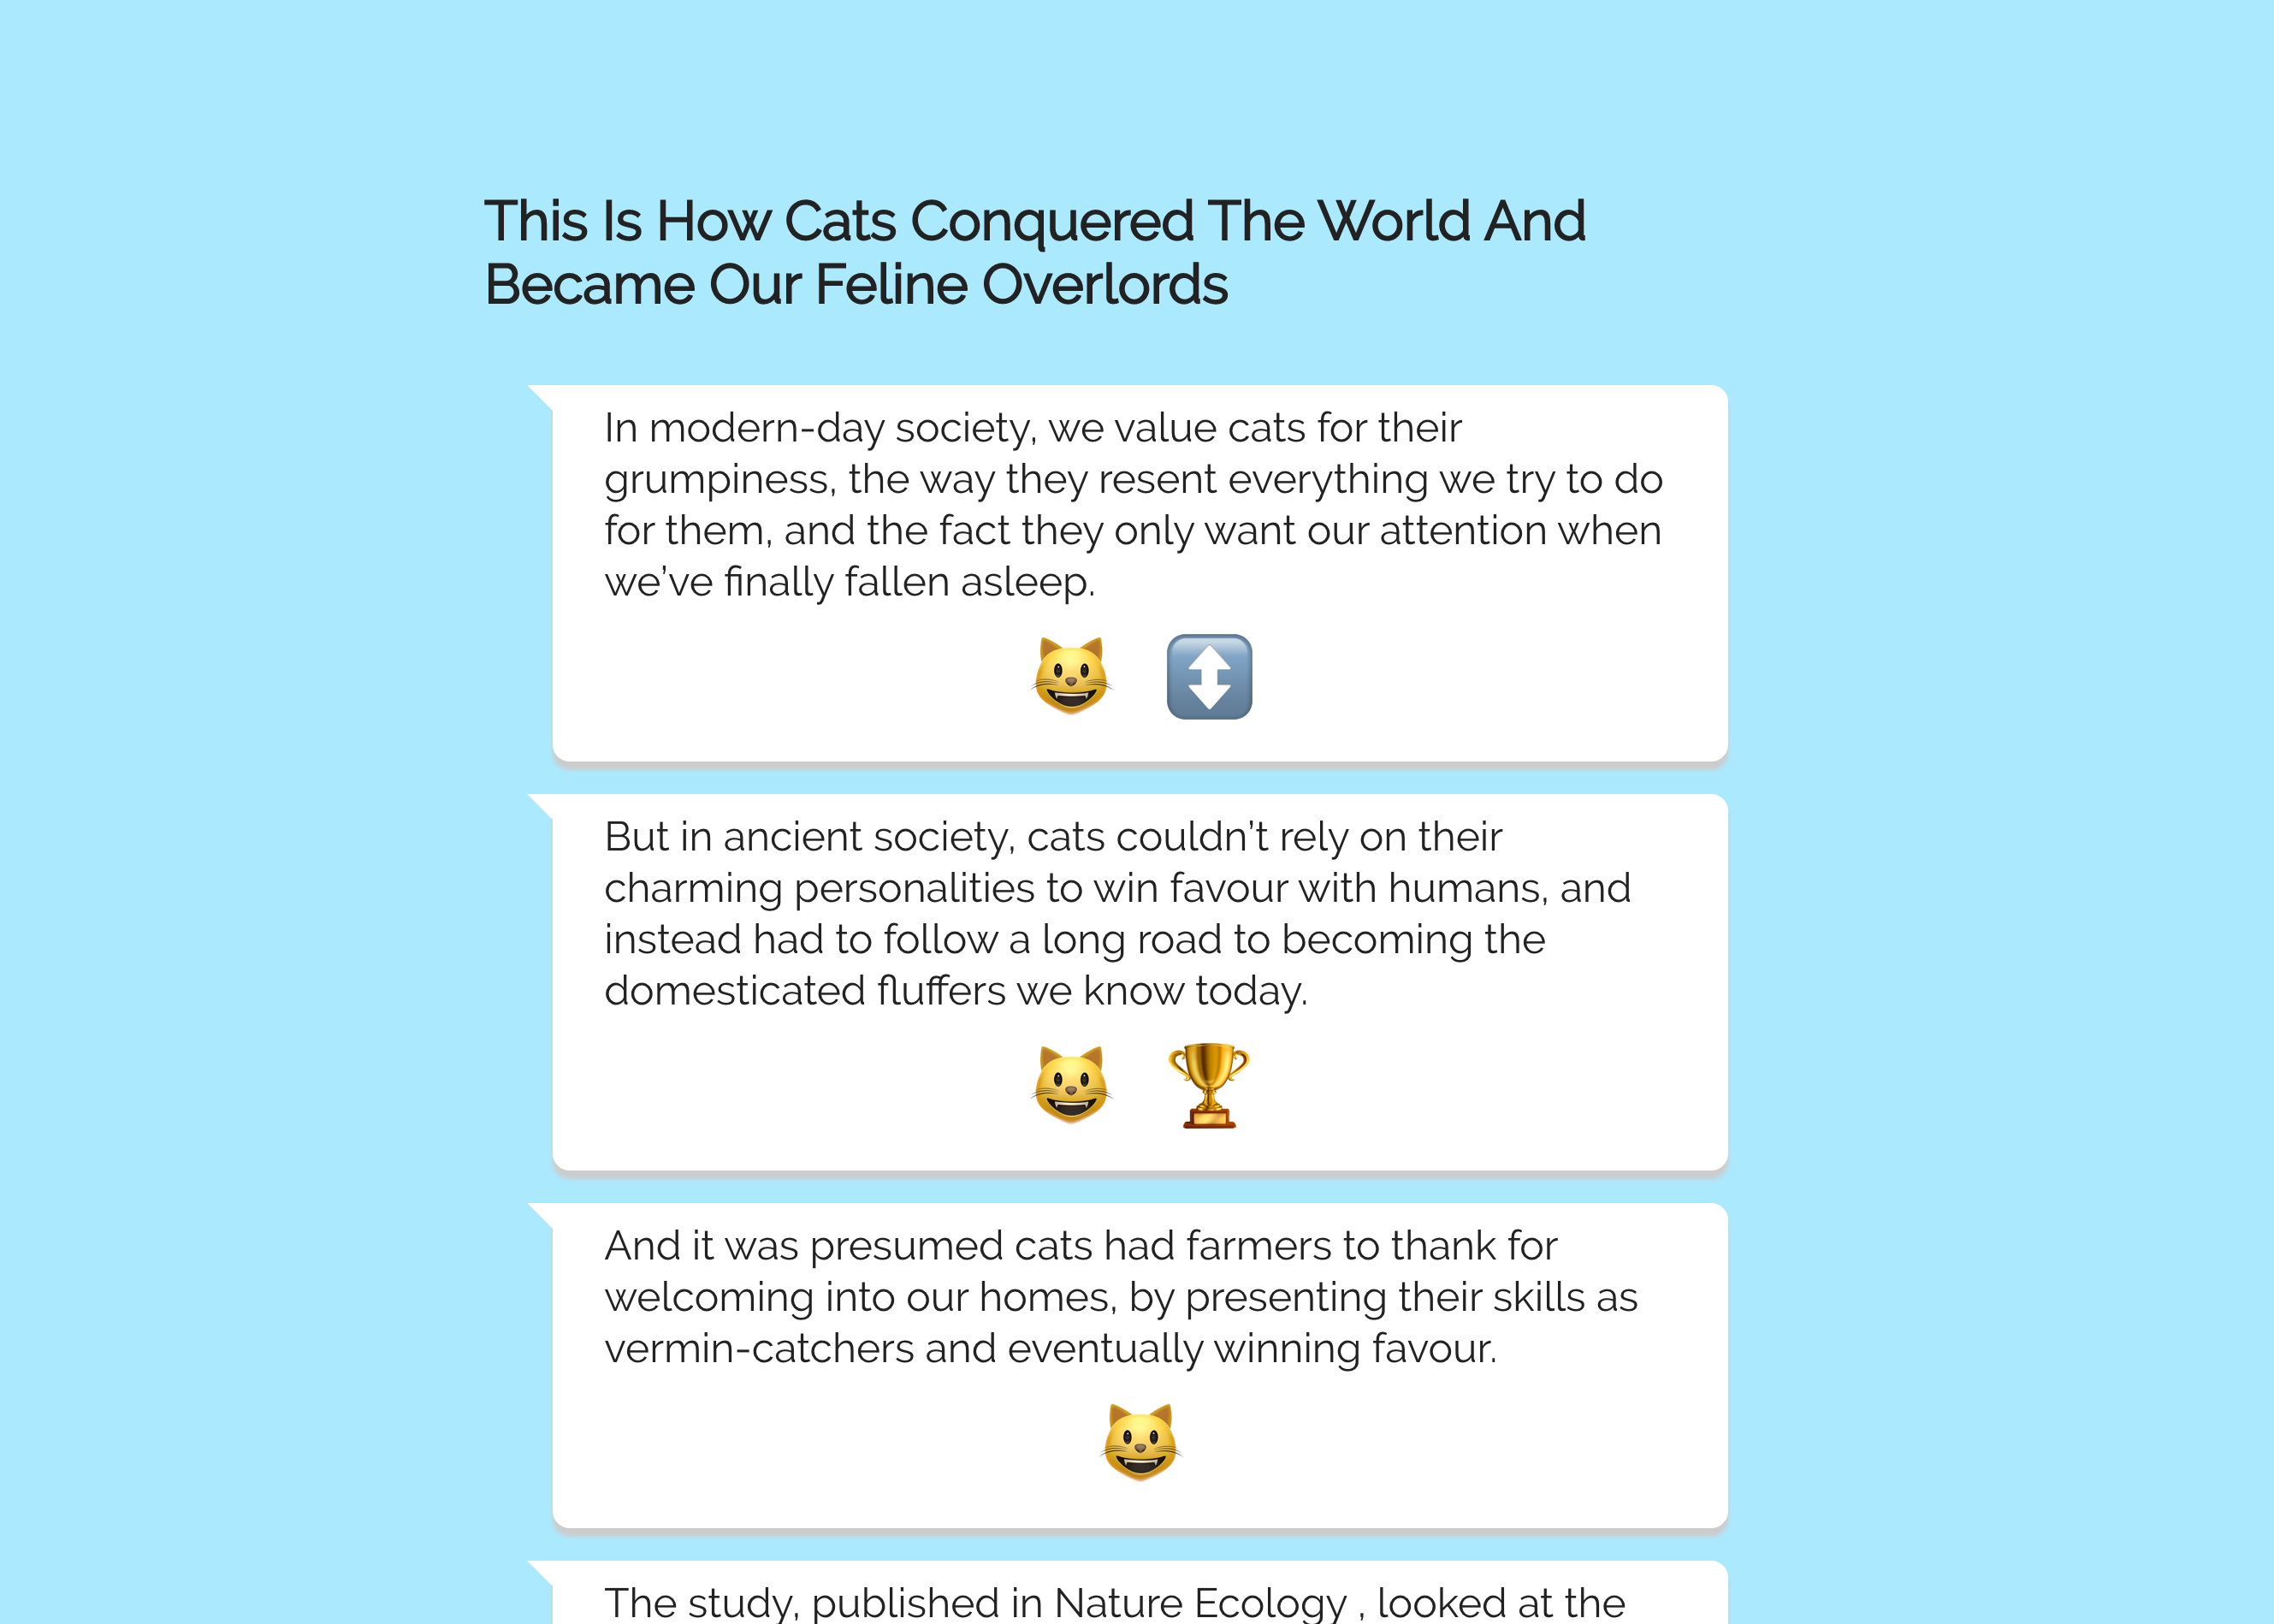 This Is How Cats Conquered The World And
Became Our Feline Overlords
In modern-day society, we value cats for their
grumpiness, the way they resent everything we try to do
for them, and the fact they only want our attention when
we’ve finally fallen asleep.
But in ancient society, cats couldn’t rely on their
charming personalities to win favour with humans, and
instead had to follow a long road to becoming the
domesticated fluffers we know today.
And it was presumed cats had farmers to thank for
welcoming into our homes, by presenting their skills as
vermin-catchers and eventually winning favour.
The study, published in Nature Ecology , looked at the